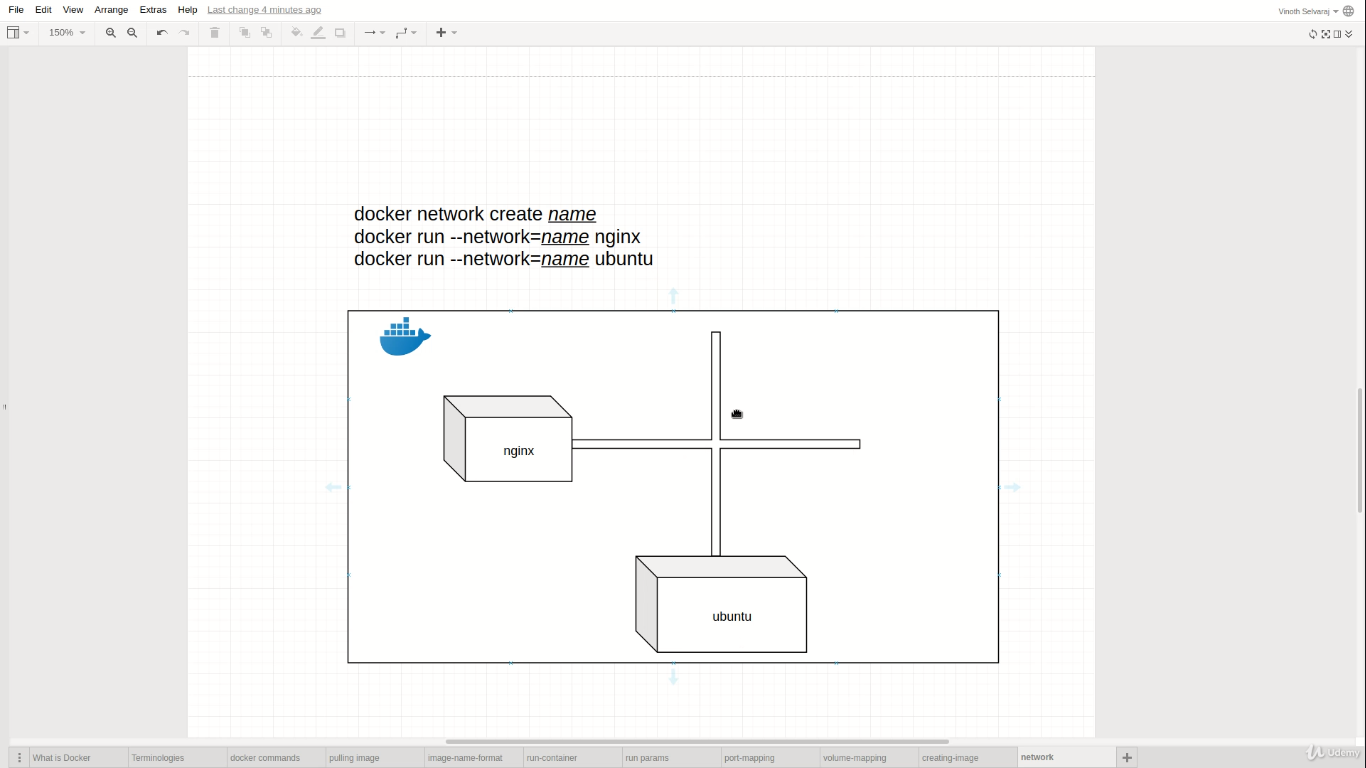 File Edit View Arrange Extras Help Last change 4 minutes ago
Vinoth Selvaraj
150%
docker network create name
docker run --network=name nginx
docker run --network=name ubuntu
nginx
ubuntu
What is Docker Terminologies docker commands pulling image image-name-format run-container run params port-mapping volume-mapping creating-image network
Udemy